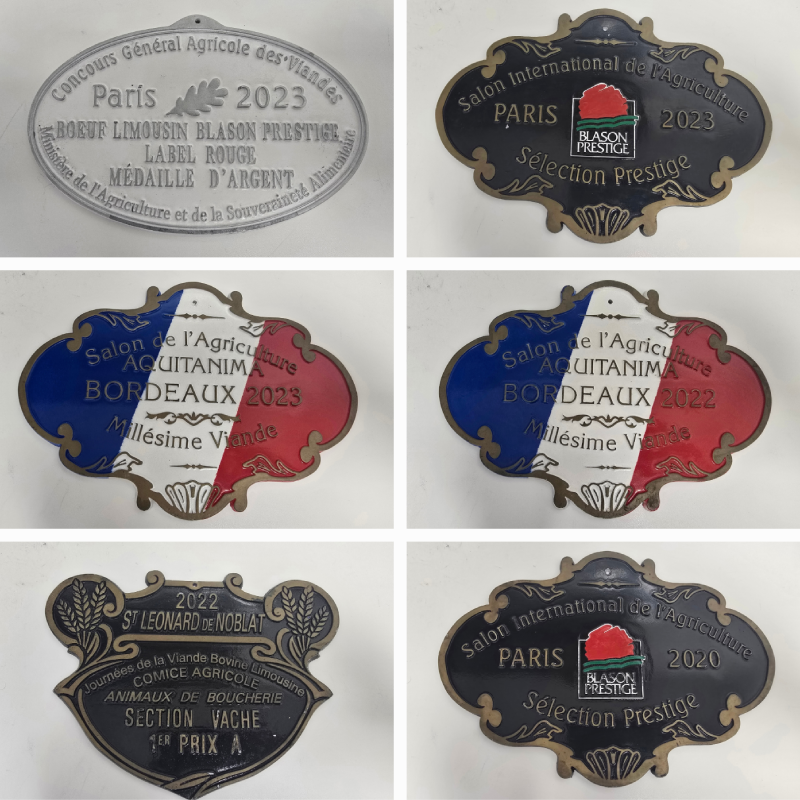 Concours Général Agricole des Viandes
Paris 2023
BOEUF LIMOUSIN BLASON PRESTIGE
LABEL ROUGE
MÉDAILLE D'ARGENT
Ministère de l'Agriculture et de la Souveraineté Alimentaire
Salon International de l'Agriculture
PARIS 2023
BLASON
PRESTIGE
Sélection Prestige
Salon de l'Agriculture
AQUITANIMA
BORDEAUX 2023
Millésime Viande
Salon de l'Agriculture
AQUITANIMA
BORDEAUX 2022
Millésime Viande
2022
ST LEONARD DE NOBLAT
Journées de la Viande Bovine Limousine
COMICE AGRICOLE
ANIMAUX DE BOUCHERIE
SECTION VACHE
1ER PRIX A
Salon International de l'Agriculture
PARIS 2020
BLASON
PRESTIGE
Sélection Prestige